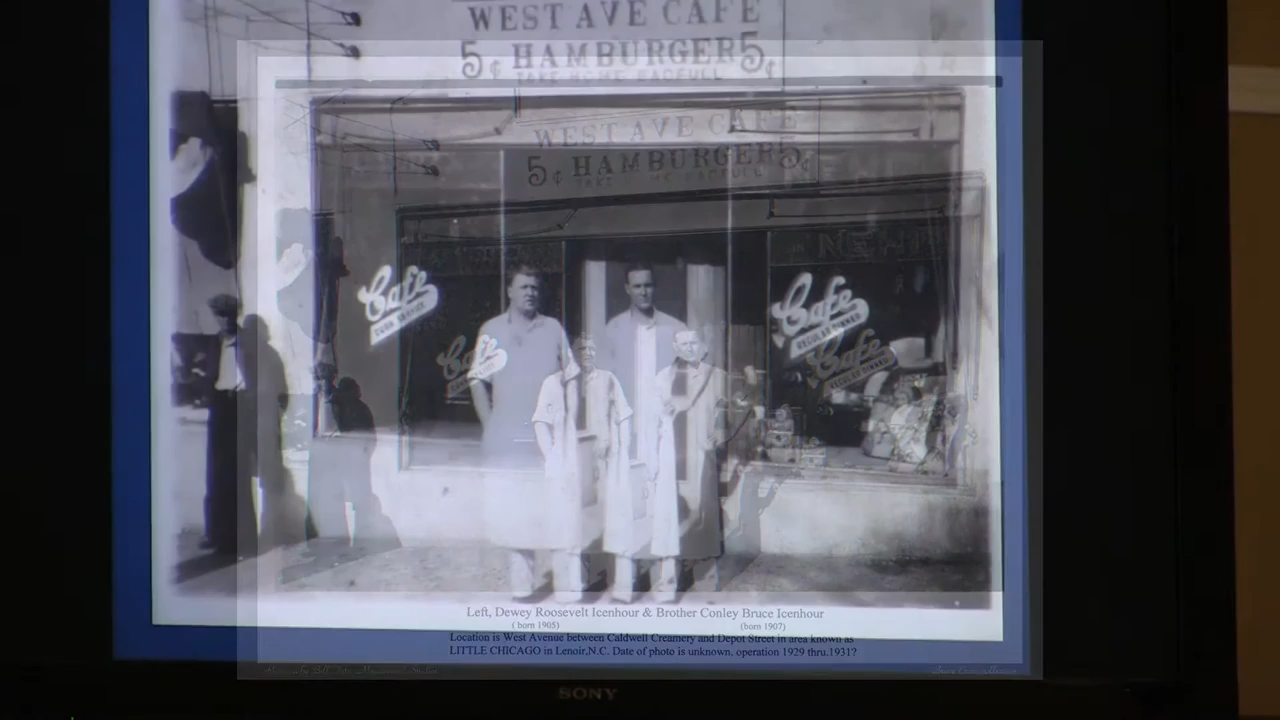 WEST AVE CAFE
5¢ HAMBURGER 5¢
TAKE HOME BAGFULL
WEST AVE CAFE
5¢ HAMBURGER 5¢
TAKE HOME BAGFULL
Cafe
Cafe
REGULAR DINNER
Cafe
Cafe
REGULAR DINNER
Left, Dewey Roosevelt Icenhour & Brother Conley Bruce Icenhour
( born 1905) (born 1907)
Location is West Avenue between Caldwell Creamery and Depot Street in area known as
LITTLE CHICAGO in Lenoir,N.C. Date of photo is unknown, operation 1929 thru.1931?
SONY